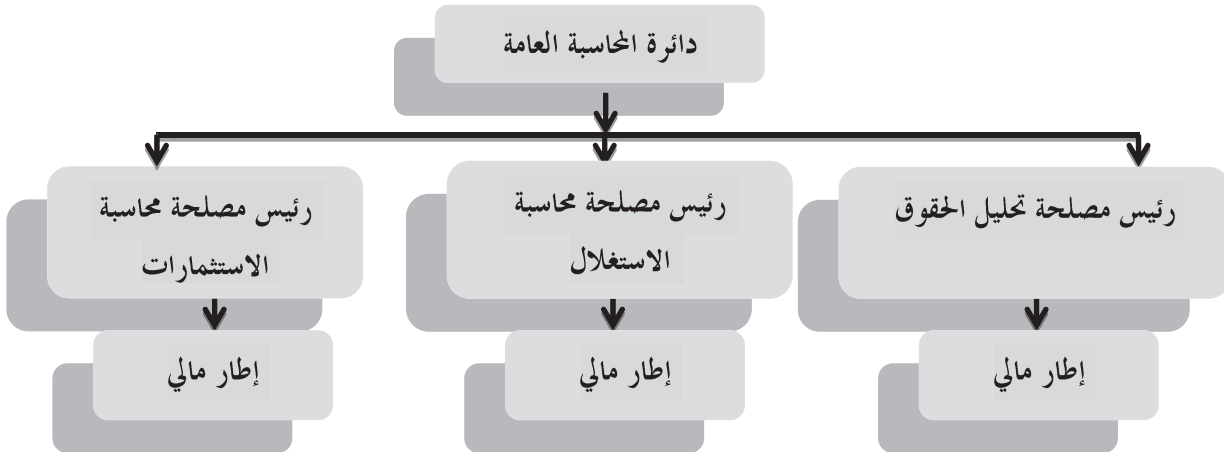 دائرة المحاسبة العامة
رئيس مصلحة تحليل الحقوق
رئيس مصلحة محاسبة
الاستغلال
رئيس مصلحة محاسبة
الاستثمارات
إطار مالي
إطار مالي
إطار مالي